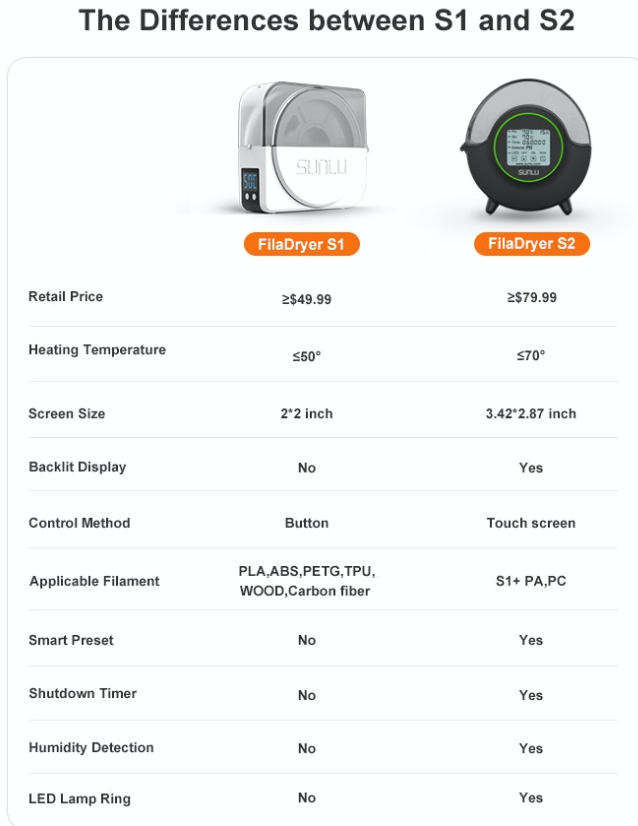 The Differences between S1 and S2
SUNLU
SUNLU
FilaDryer S1
FilaDryer S2
Retail Price
≥$49.99
≥$79.99
Heating Temperature
≤50°
≤70°
Screen Size
2*2 inch
3.42*2.87 inch
Backlit Display
No
Yes
Control Method
Button
Touch screen
Applicable Filament
PLA,ABS,PETG,TPU,
WOOD,Carbon fiber
S1+ PA,PC
Smart Preset
No
Yes
Shutdown Timer
No
Yes
Humidity Detection
No
Yes
LED Lamp Ring
No
Yes